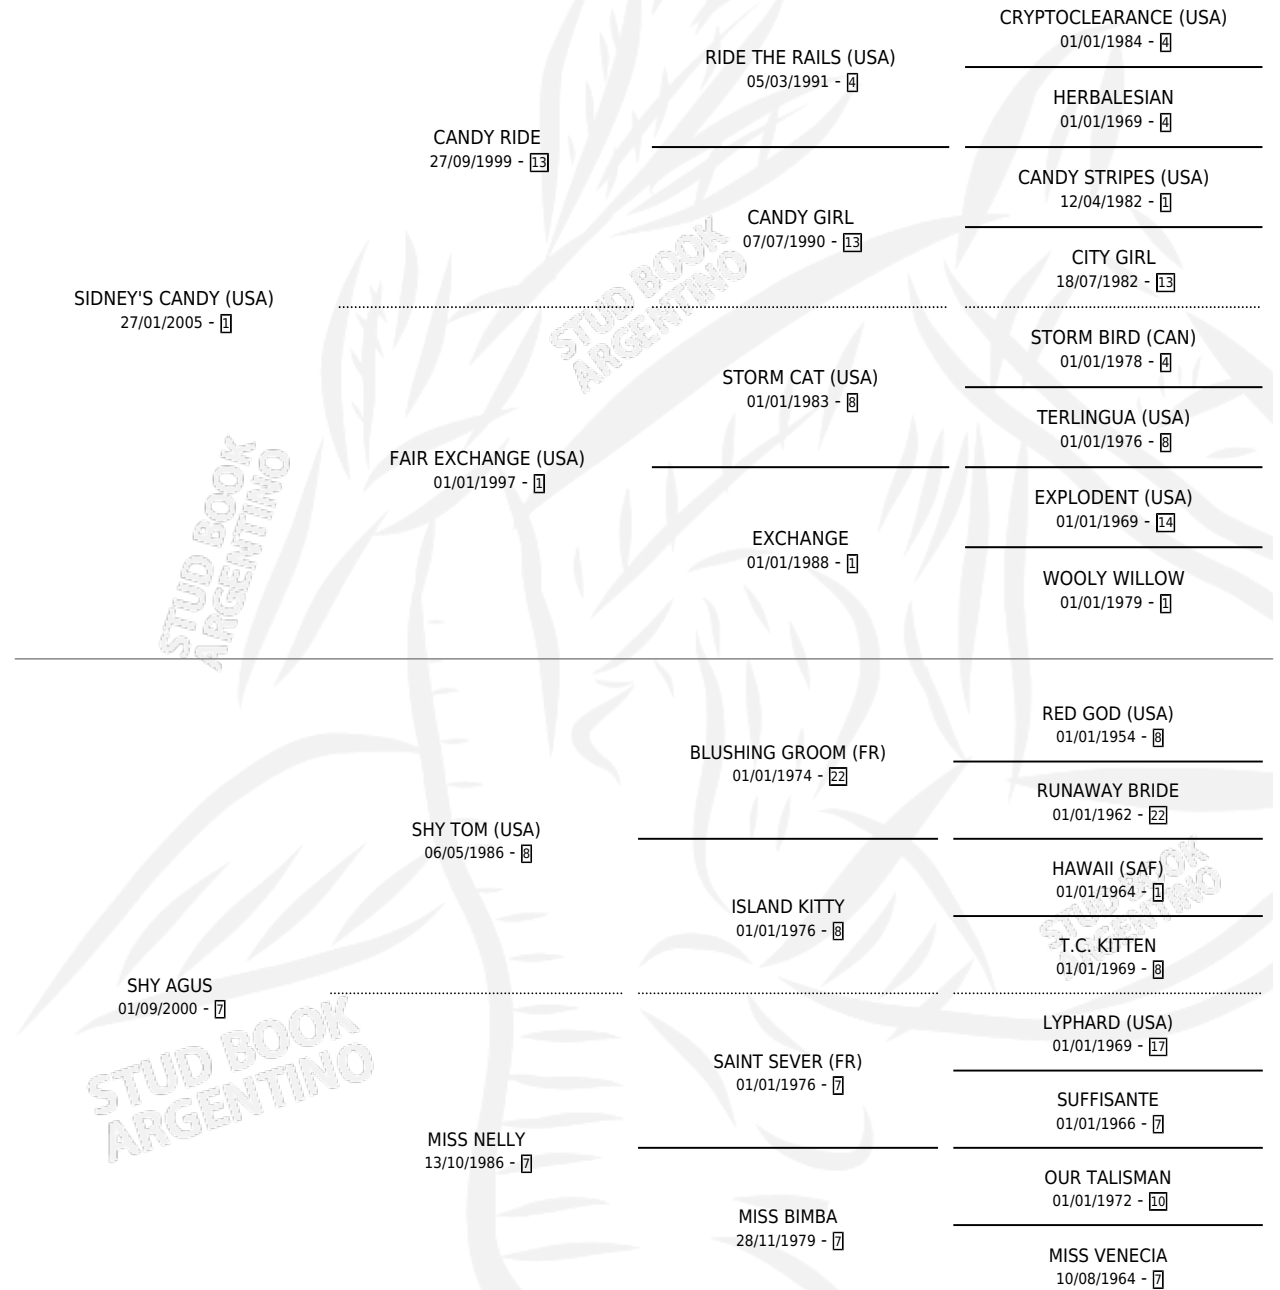 CRYPTOCLEARANCE (USA)
01/01/1984 - 4
RIDE THE RAILS (USA)
05/03/1991 - 4
HERBALESIAN
01/01/1969 - 4
CANDY RIDE
27/09/1999 - 13
CANDY STRIPES (USA)
12/04/1982 - 1
CANDY GIRL
07/07/1990 - 13
CITY GIRL
18/07/1982 - 13
SIDNEY'S CANDY (USA)
27/01/2005 - 1
STORM BIRD (CAN)
01/01/1978 - 4
STORM CAT (USA)
01/01/1983 - 8
TERLINGUA (USA)
01/01/1976 - 8
FAIR EXCHANGE (USA)
01/01/1997 - 1
EXPLODENT (USA)
01/01/1969 - 14
EXCHANGE
01/01/1988 - 1
WOOLY WILLOW
01/01/1979 - 1
RED GOD (USA)
01/01/1954 - 8
BLUSHING GROOM (FR)
01/01/1974 - 22
RUNAWAY BRIDE
01/01/1962 - 22
SHY TOM (USA)
06/05/1986 - 8
HAWAII (SAF)
01/01/1964 - 1
ISLAND KITTY
01/01/1976 - 8
T.C. KITTEN
01/01/1969 - 8
SHY AGUS
01/09/2000 - 7
LYPHARD (USA)
01/01/1969 - 17
SAINT SEVER (FR)
01/01/1976 - 7
SUFFISANTE
01/01/1966 - 7
MISS NELLY
13/10/1986 - 7
OUR TALISMAN
01/01/1972 - 10
MISS BIMBA
28/11/1979 - 7
MISS VENECIA
10/08/1964 - 7
STUD BOOK
ARGENTINO
STUD BOOK
ARGENTINO
STUD BOOK
ARGENTINO
STUD BOOK
ARGENTINO